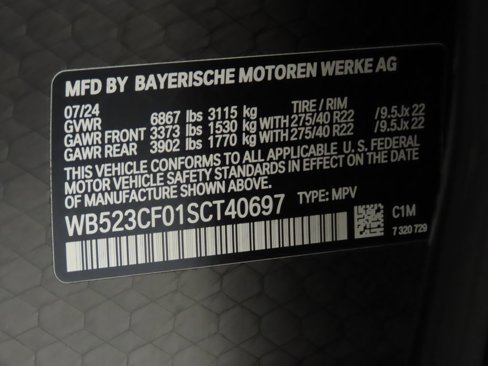 MFD BY BAYERISCHE MOTOREN WERKE AG
07/24 TIRE / RIM
GVWR 6867 lbs 3115 kg
GAWR FRONT 3373 lbs 1530 kg WITH 275/40 R22 /9.5Jx 22
GAWR REAR 3902 lbs 1770 kg WITH 275/40 R22 /9.5Jx 22
THIS VEHICLE CONFORMS TO ALL APPLICABLE U.S. FEDERAL
MOTOR VEHICLE SAFETY STANDARDS IN EFFECT ON THE DATE
OF MANUFACTURE SHOWN ABOVE.
WB523CF01SCT40697 TYPE: MPV
C1M
7 320 729